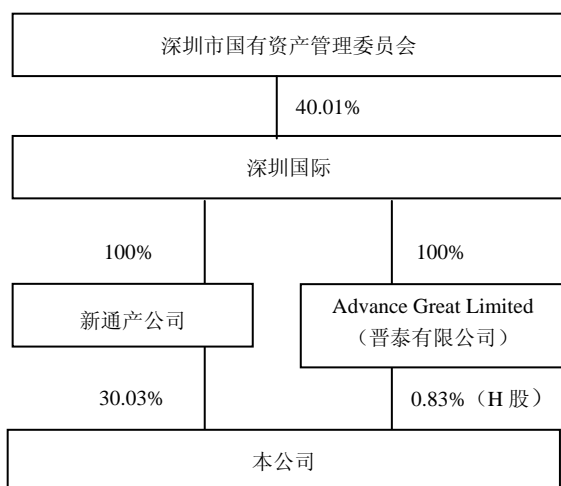 深圳市国有资产管理委员会
40.01%
深圳国际
100%
100%
新通产公司
Advance Great Limited
（晋泰有限公司）
30.03%
0.83%（H 股）
本公司